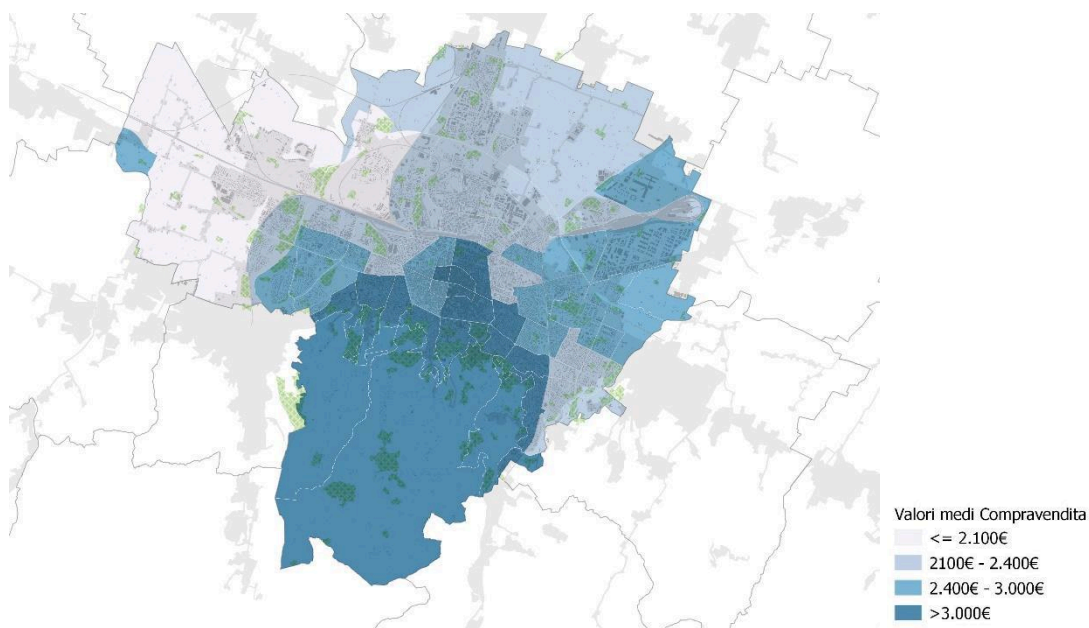 Valori medi Compravendita
<= 2.100€
2100€ - 2.400€
2.400€ - 3.000€
>3.000€